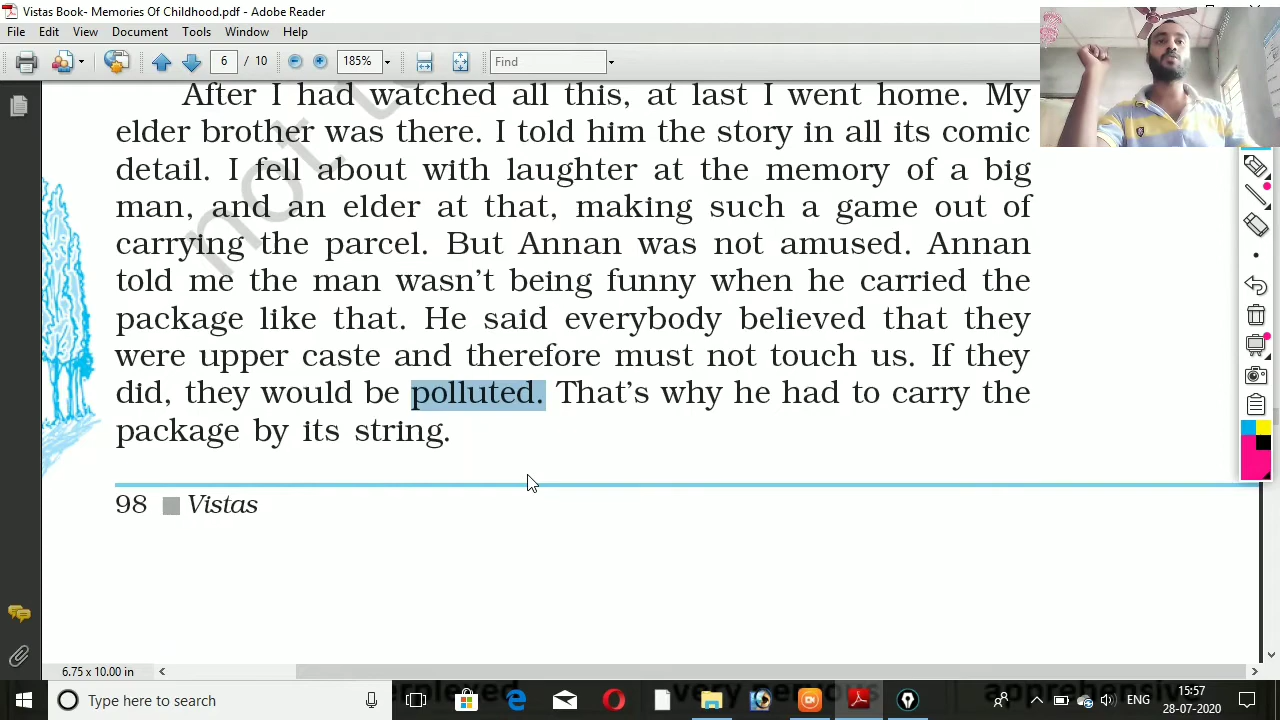 Vistas Book- Memories Of Childhood.pdf - Adobe Reader
File Edit View Document Tools Window Help
6 / 10 185% Find
After I had watched all this, at last I went home. My
elder brother was there. I told him the story in all its comic
detail. I fell about with laughter at the memory of a big
man, and an elder at that, making such a game out of
carrying the parcel. But Annan was not amused. Annan
told me the man wasn't being funny when he carried the
package like that. He said everybody believed that they
were upper caste and therefore must not touch us. If they
did, they would be polluted. That's why he had to carry the
package by its string.
98 Vistas
not
6.75 x 10.00 in
very nervous
Type here to search
ENG
15:57
28-07-2020